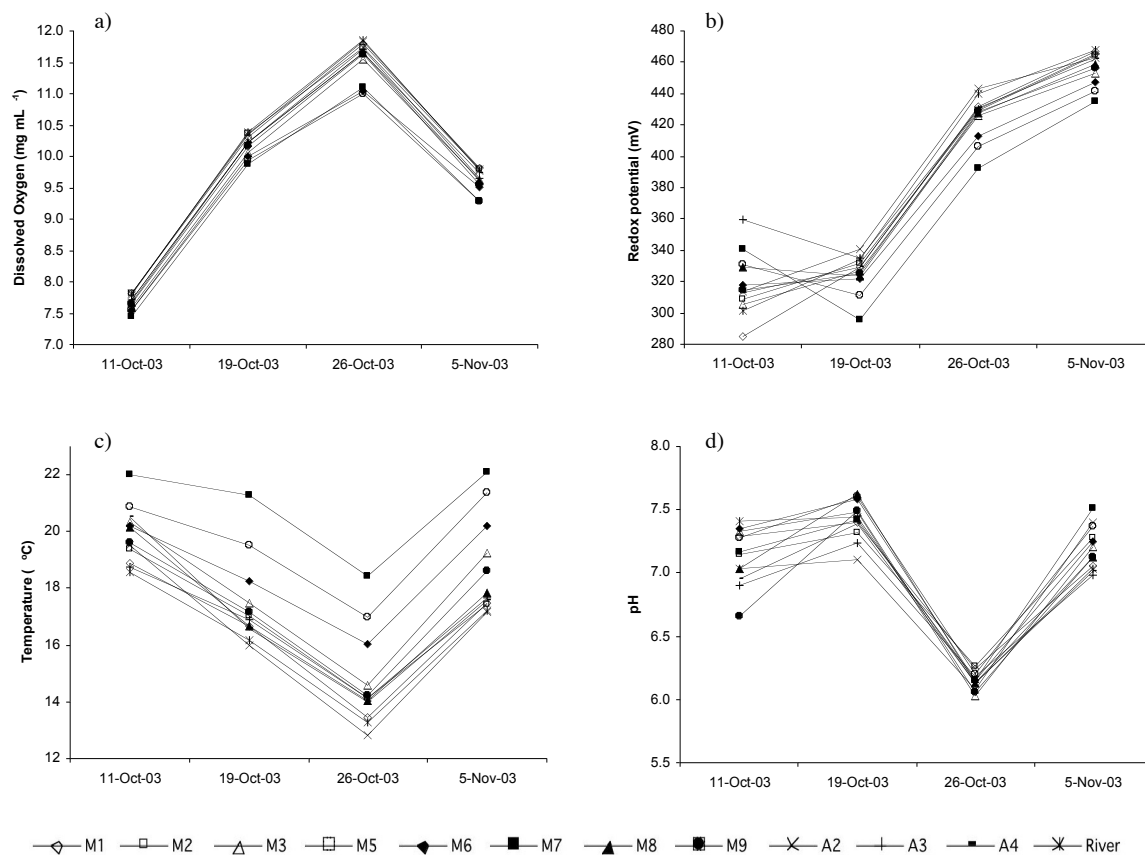 a)
12.0
11.5
11.0
10.5
10.0
9.5
9.0
8.5
8.0
7.5
7.0
Dissolved Oxygen (mg mL -1)
11-Oct-03 19-Oct-03 26-Oct-03 5-Nov-03
b)
480
460
440
420
400
380
360
340
320
300
280
Redox potential (mV)
11-Oct-03 19-Oct-03 26-Oct-03 5-Nov-03
c)
22
20
18
16
14
12
Temperature ( ºC)
11-Oct-03 19-Oct-03 26-Oct-03 5-Nov-03
d)
8.0
7.5
7.0
6.5
6.0
5.5
pH
11-Oct-03 19-Oct-03 26-Oct-03 5-Nov-03
M1 M2 M3 M5 M6 M7 M8 M9 A2 A3 A4 River